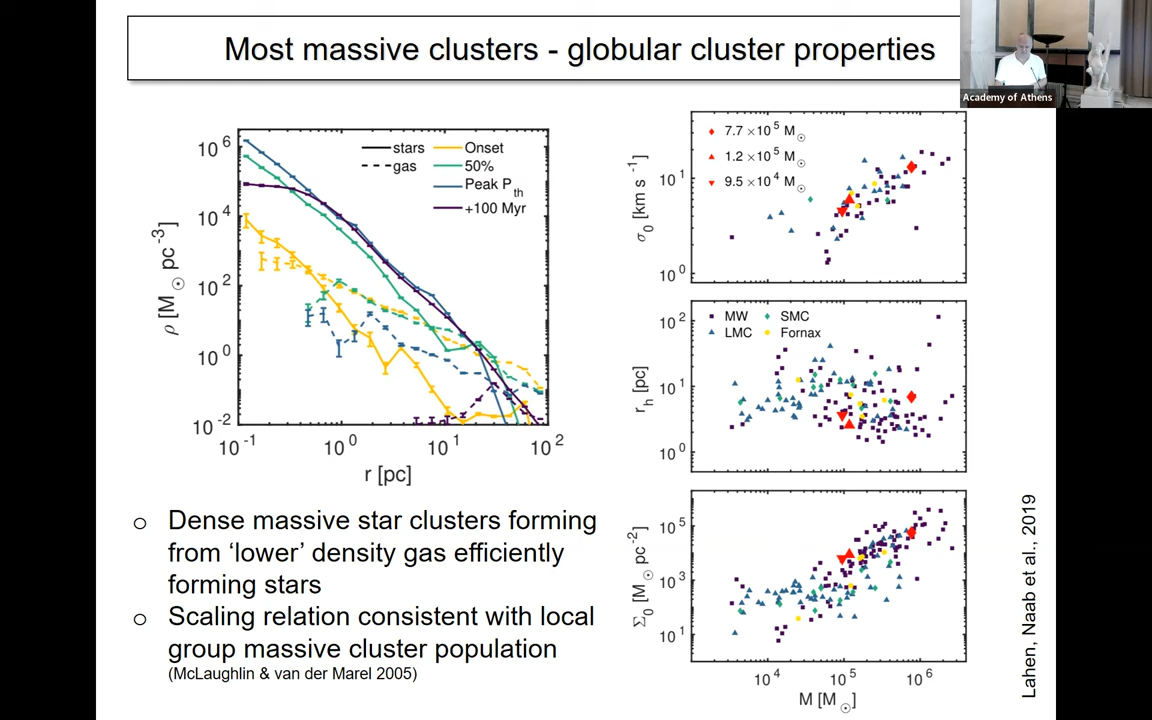 Most massive clusters - globular cluster properties
Academy of Athens
10^6
10^4
10^2
10^0
10^-2
ρ [M☉ pc^-3]
stars
gas
Onset
50%
Peak P_th
+100 Myr
10^-1
10^0
10^1
10^2
r [pc]
7.7 ×10^5 M☉
1.2 ×10^5 M☉
9.5 ×10^4 M☉
σ_0 [km s^-1]
10^1
10^0
MW
LMC
SMC
Fornax
r_h [pc]
10^2
10^1
10^0
Σ_0 [M☉ pc^-2]
10^5
10^3
10^1
10^4
10^5
10^6
M [M☉]
○ Dense massive star clusters forming
from ‘lower’ density gas efficiently
forming stars
○ Scaling relation consistent with local
group massive cluster population
(McLaughlin & van der Marel 2005)
Lahen, Naab et al., 2019